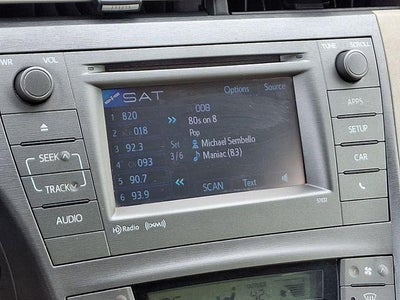 PWR VOL
TUNE SCROLL
SAT Options Source
008
1 820 80s on 8
2 018 Pop
3 92.3 Set Michael Sembello
4 093 3/6 Maniac (83)
5 90.7
6 93.9 SCAN Text
SEEK
TRACK
AUDIO
APPS
SETUP
CAR
HD Radio ((XM)) 57031